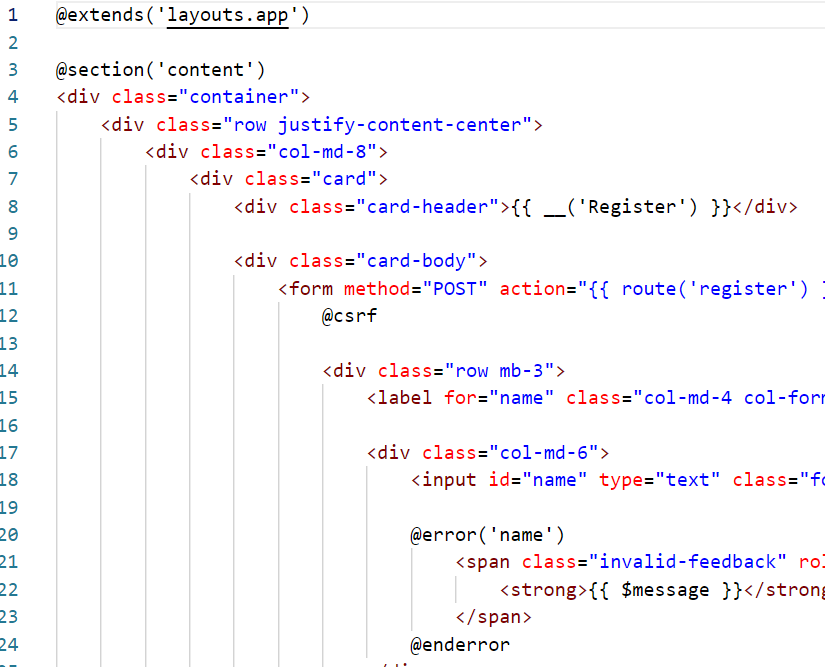 1 @extends('layouts.app')
2
3 @section('content')
4 <div class="container">
5 <div class="row justify-content-center">
6 <div class="col-md-8">
7 <div class="card">
8 <div class="card-header">{{ __('Register') }}</div>
9
10 <div class="card-body">
11 <form method="POST" action="{{ route('register') }
12 @csrf
13
14 <div class="row mb-3">
15 <label for="name" class="col-md-4 col-for
16
17 <div class="col-md-6">
18 <input id="name" type="text" class="fo
19
20 @error('name')
21 <span class="invalid-feedback" rol
22 <strong>{{ $message }}</strong
23 </span>
24 @enderror